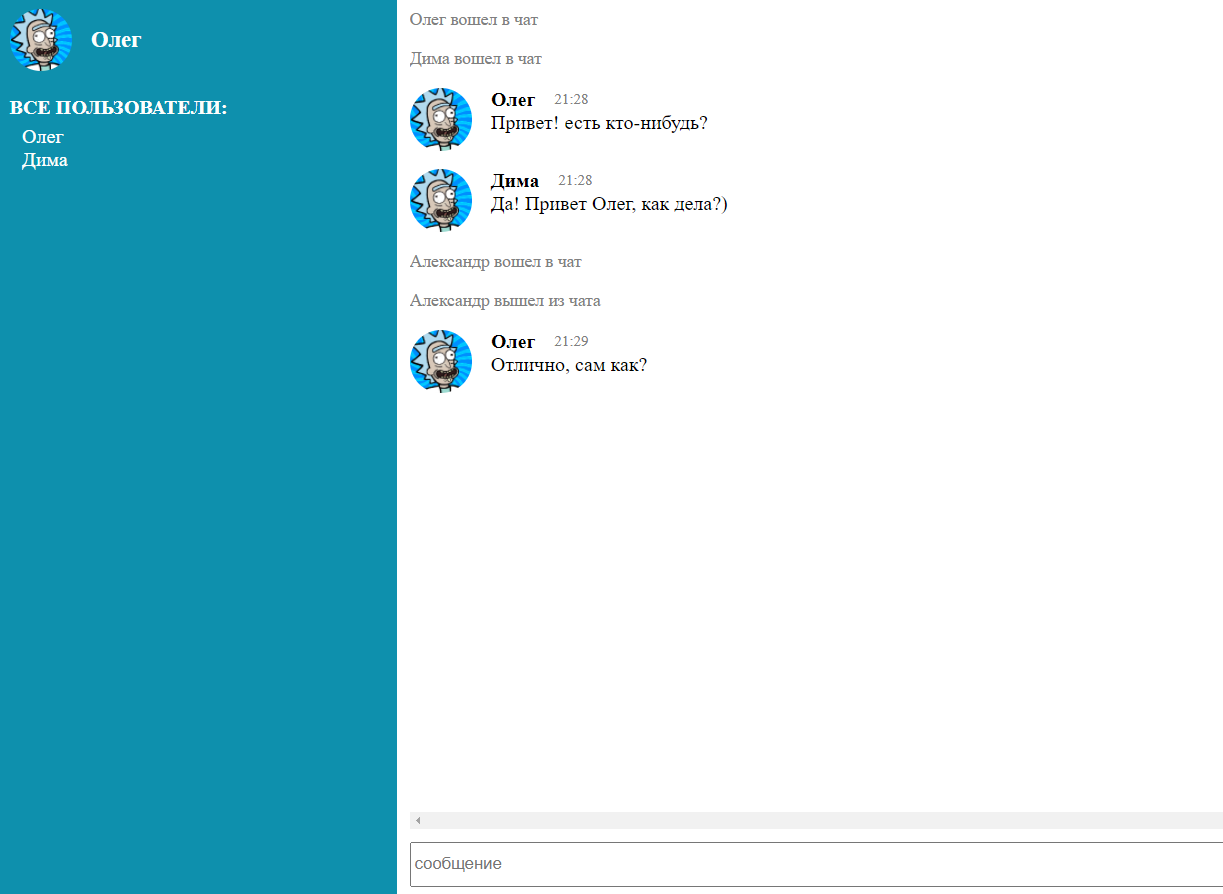 Олег
ВСЕ ПОЛЬЗОВАТЕЛИ:
Олег
Дима
Олег вошел в чат
Дима вошел в чат
Олег 21:28
Привет! есть кто-нибудь?
Дима 21:28
Да! Привет Олег, как дела?)
Александр вошел в чат
Александр вышел из чата
Олег 21:29
Отлично, сам как?
сообщение